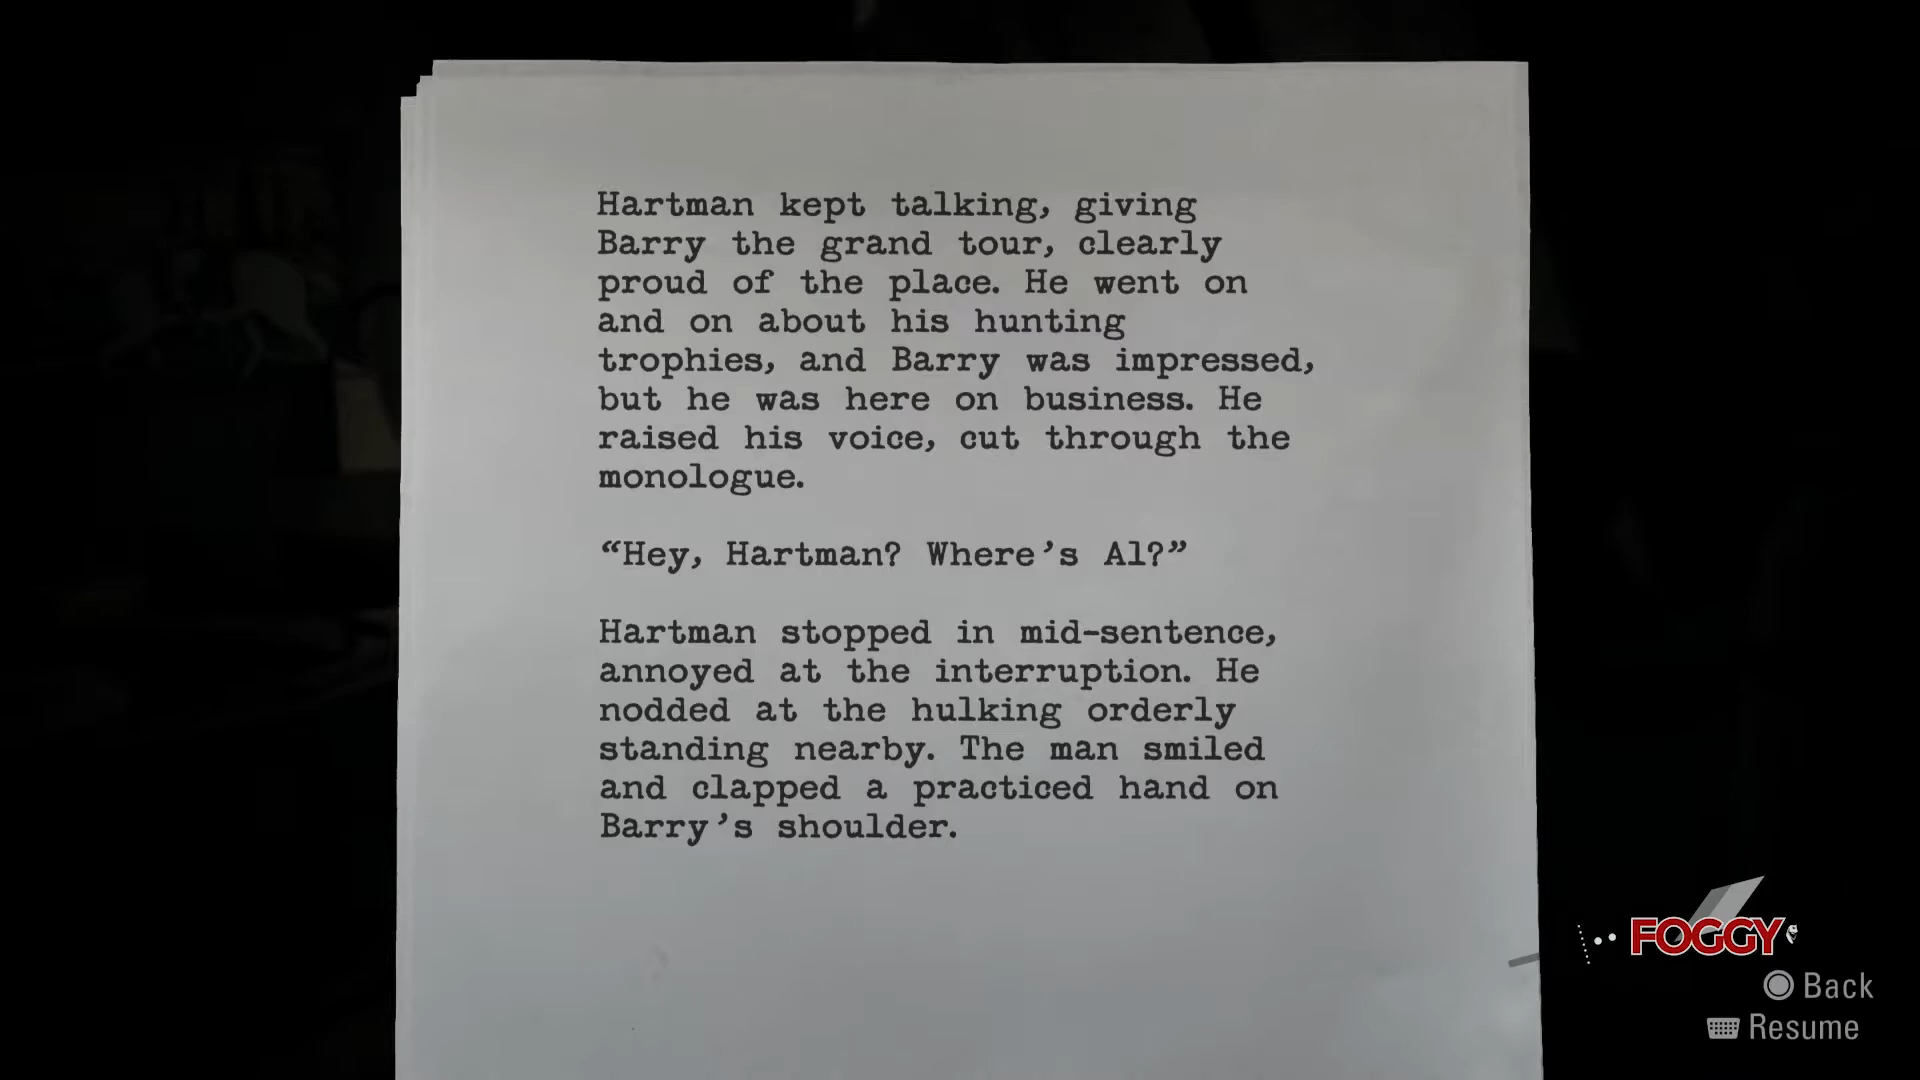 Hartman kept talking, giving
Barry the grand tour, clearly
proud of the place. He went on
and on about his hunting
trophies, and Barry was impressed,
but he was here on business. He
raised his voice, cut through the
monologue.
“Hey, Hartman? Where’s Al?”
Hartman stopped in mid-sentence,
annoyed at the interruption. He
nodded at the hulking orderly
standing nearby. The man smiled
and clapped a practiced hand on
Barry’s shoulder.
FOGGY
Back
Resume